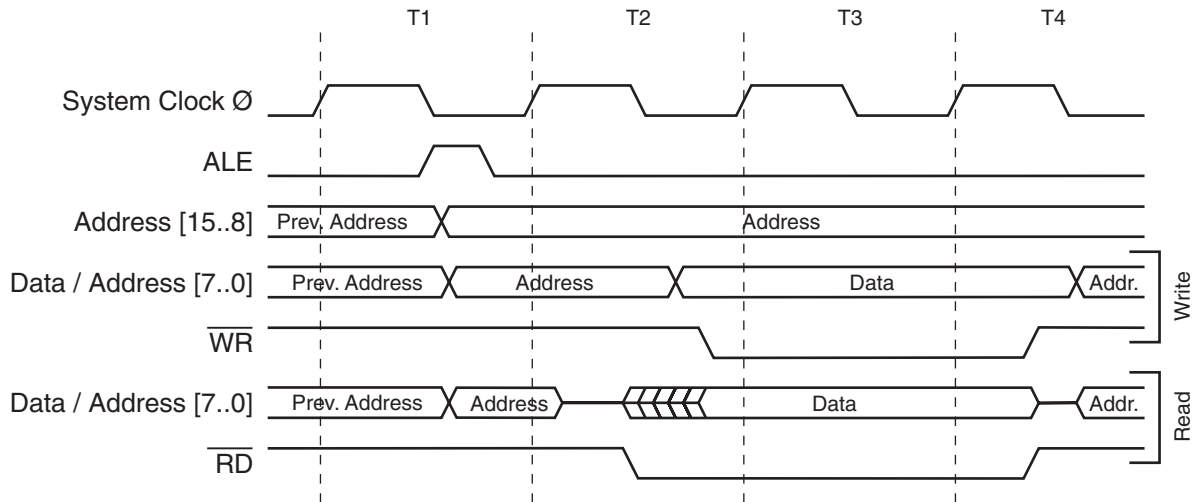 T1 T2 T3 T4
System Clock Ø
ALE
Address [15..8] Prev. Address Address
Data / Address [7..0] Prev. Address Address Data Addr.
WR
Write
Data / Address [7..0] Prev. Address Address Data Addr.
RD
Read